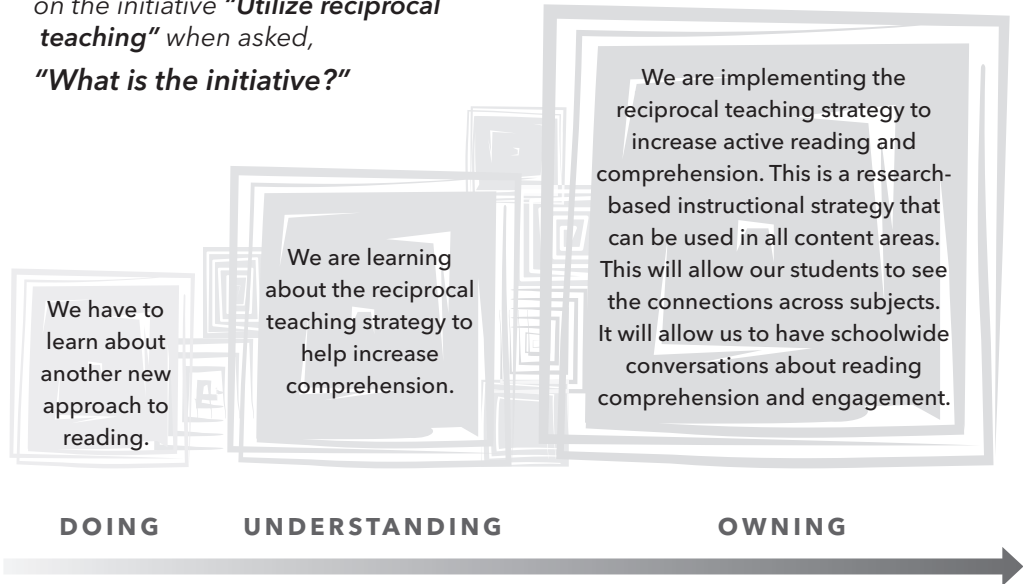 on the initiative “Utilize reciprocal
teaching” when asked,
“What is the initiative?”
We have to
learn about
another new
approach to
reading.
We are learning
about the reciprocal
teaching strategy to
help increase
comprehension.
We are implementing the
reciprocal teaching strategy to
increase active reading and
comprehension. This is a research-
based instructional strategy that
can be used in all content areas.
This will allow our students to see
the connections across subjects.
It will allow us to have schoolwide
conversations about reading
comprehension and engagement.
DOING
UNDERSTANDING
OWNING